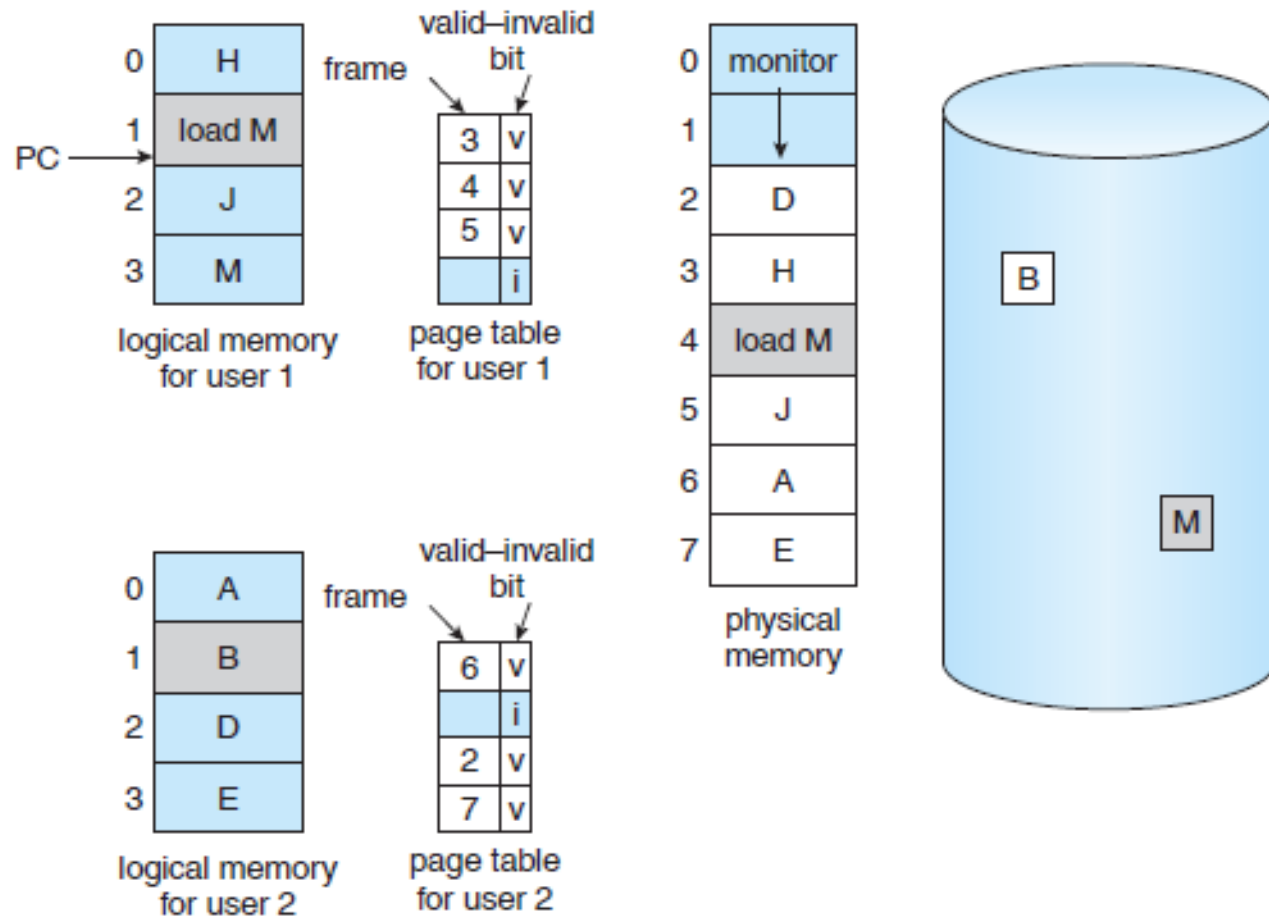 valid–invalid
bit
frame
0 H
1 load M
PC
2 J
3 M
logical memory
for user 1
3 v
4 v
5 v
i
page table
for user 1
0 monitor
1
2 D
3 H
4 load M
5 J
6 A
7 E
physical
memory
B
M
valid–invalid
bit
frame
0 A
1 B
2 D
3 E
logical memory
for user 2
6 v
i
2 v
7 v
page table
for user 2